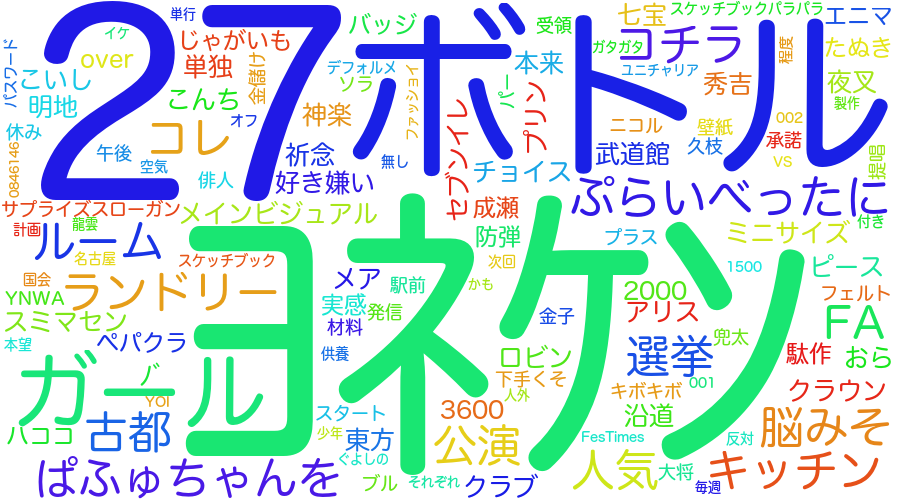 27ボトル
ヨネケン
単行
イケ
じゃがいも
バッジ
受領
七宝
スケッチブックパラパラ
エニマ
over
単独
金儲け
デフォルメ
ガタガタ
コチラ
程度
たぬき
パスワード
こいし
明地
こんち
オフ
ソラ
ファッショイ
パー
本来
ユニチャリア
秀吉
夜叉
製作
休み
0846146
コレ
神楽
セブンイレ
プリン
ニコル
壁紙
002
承諾
午後
空気
祈念
無し
チョイス
武道館
久枝
VS
提唱
俳人
好き嫌い
サプライズスローガン
メインビジュアル
成瀬
ぷらいべったに
計画
龍雲
ルーム
名古屋
スケッチブック
防弾
プラス
ミニサイズ
付き
国会
ランドリー
メア
駅前
次回
かも
1500
ピース
YNWA
実感
発信
金子
2000
アリス
フェルト
スミマセン
材料
兜太
FA
本望
ペパクラ
供養
ロビン
選挙
駄作
おら
ガール
バ
下手くそ
人外
キボキボ
001
クラウン
YOI
ハココ
古都
スタート
少年
東方
3600
公演
沿道
FesTimes
反対
脳みそ
ぐよしの
ぱふゅちゃんを
ブル
それぞれ
クラブ
人気
大将
毎週
キッチン